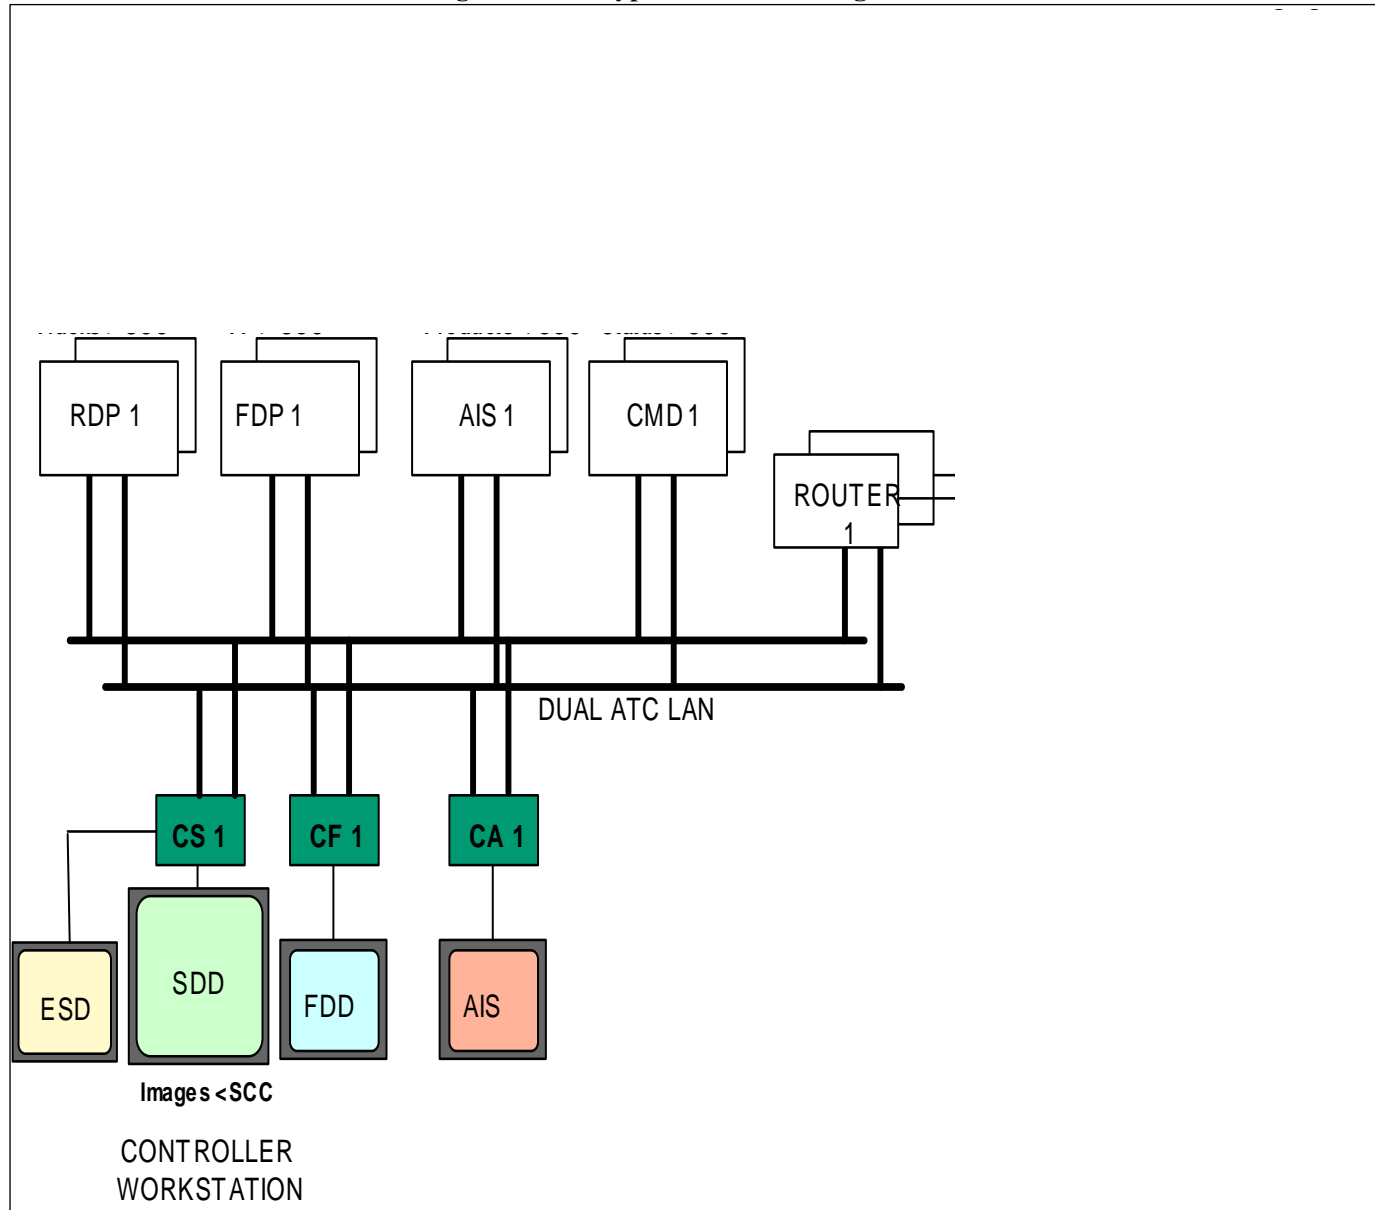 RDP 1
FDP 1
AIS 1
CMD 1
ROUTER
1
DUAL ATC LAN
CS 1
CF 1
CA 1
ESD
SDD
FDD
AIS
Images <SCC
CONTROLLER
WORKSTATION